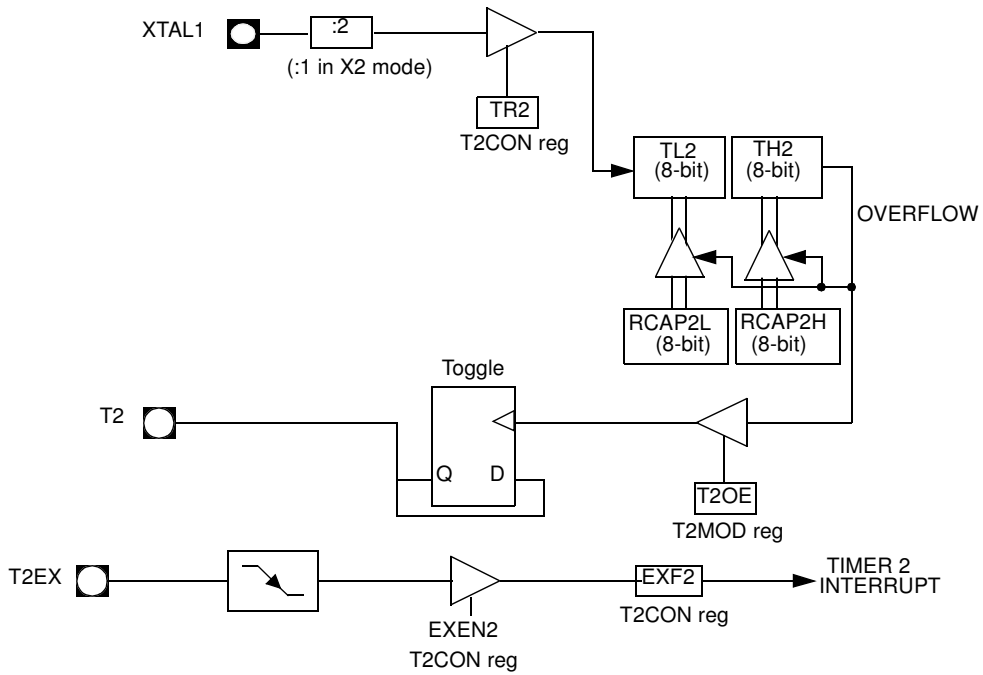 XTAL1
:2
(:1 in X2 mode)
TR2
T2CON reg
TL2
(8-bit)
TH2
(8-bit)
OVERFLOW
RCAP2L
(8-bit)
RCAP2H
(8-bit)
Toggle
T2
Q
D
T2OE
T2MOD reg
T2EX
EXEN2
T2CON reg
EXF2
T2CON reg
TIMER 2
INTERRUPT